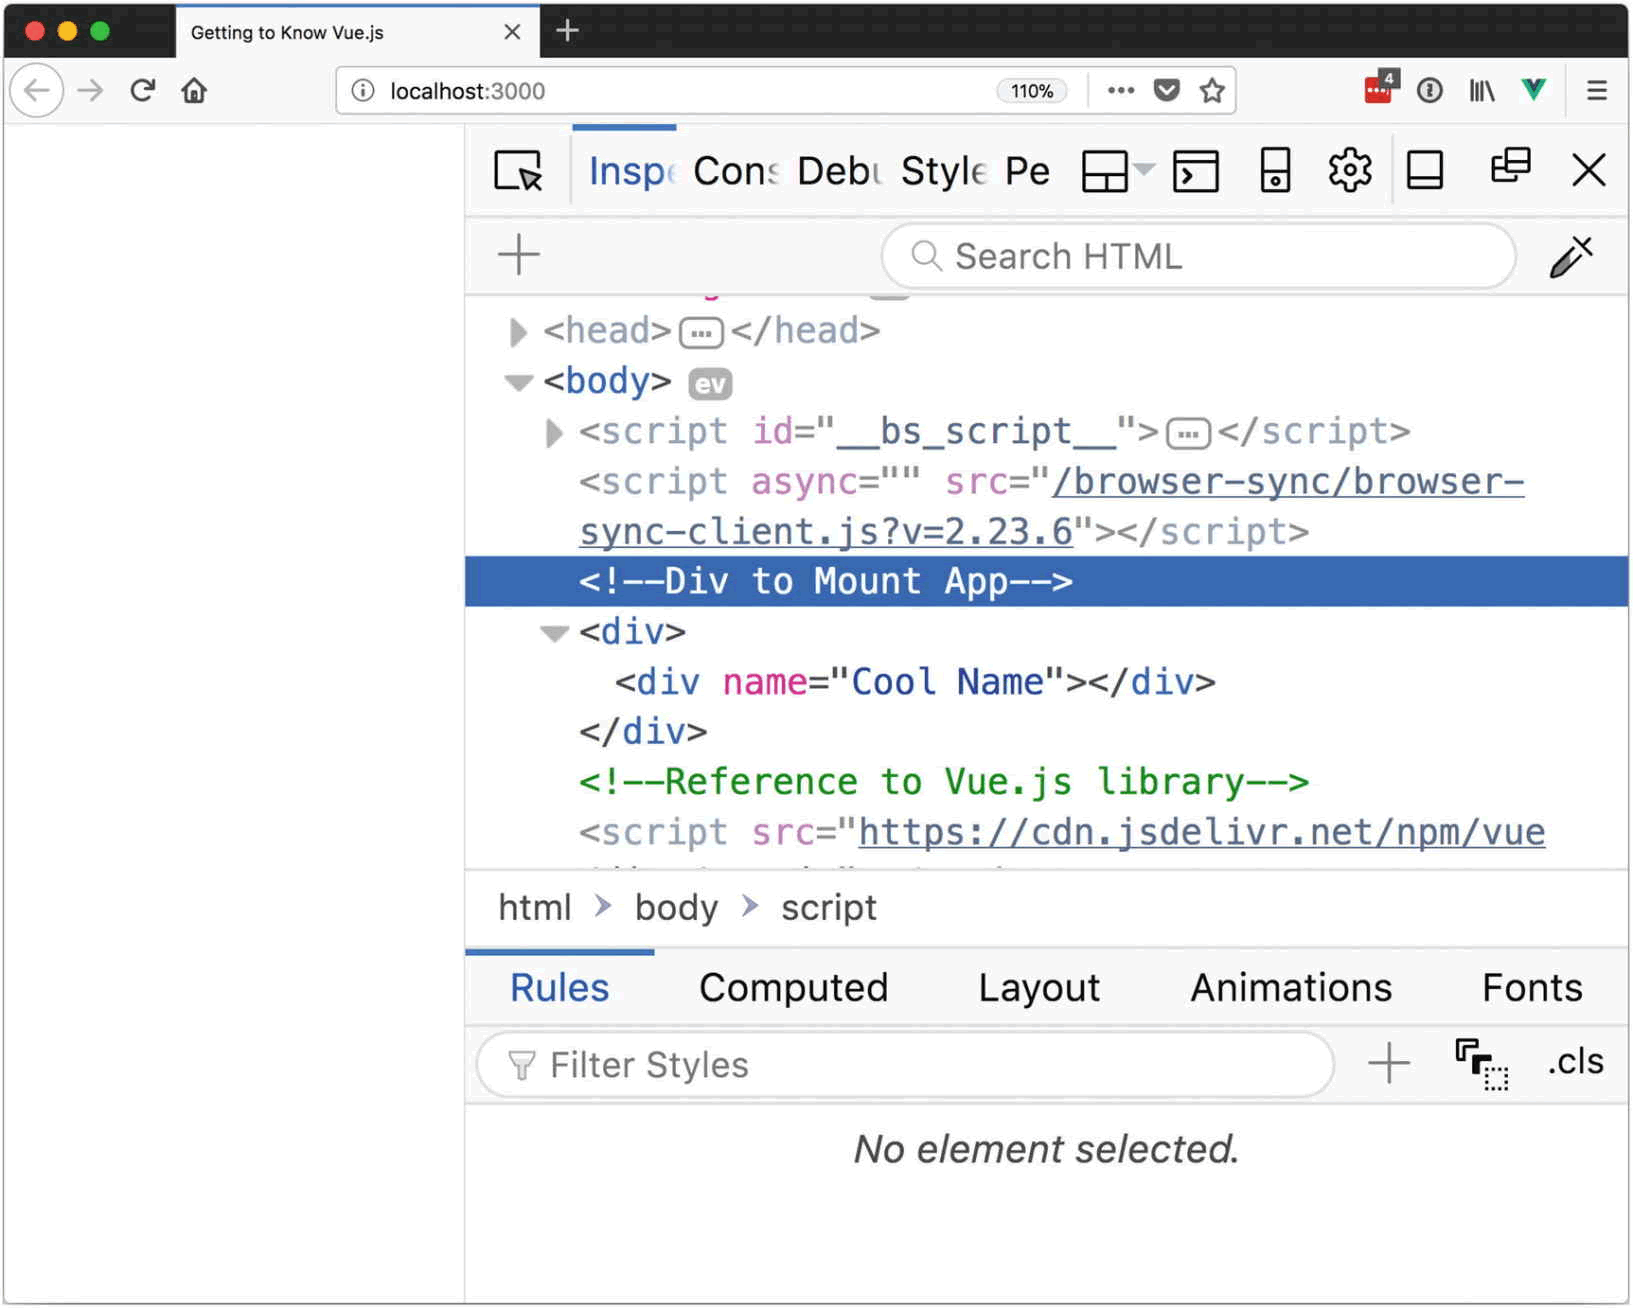 Getting to Know Vue.js
localhost:3000 110% 4
Inspe Cons Debu Style Pe
Search HTML
<head> </head>
<body> ev
<script id="__bs_script__"> </script>
<script async="" src="/browser-sync/browser-
sync-client.js?v=2.23.6"></script>
<!--Div to Mount App-->
<div>
<div name="Cool Name"></div>
</div>
<!--Reference to Vue.js library-->
<script src="https://cdn.jsdelivr.net/npm/vue
html body script
Rules Computed Layout Animations Fonts
Filter Styles .cls
No element selected.